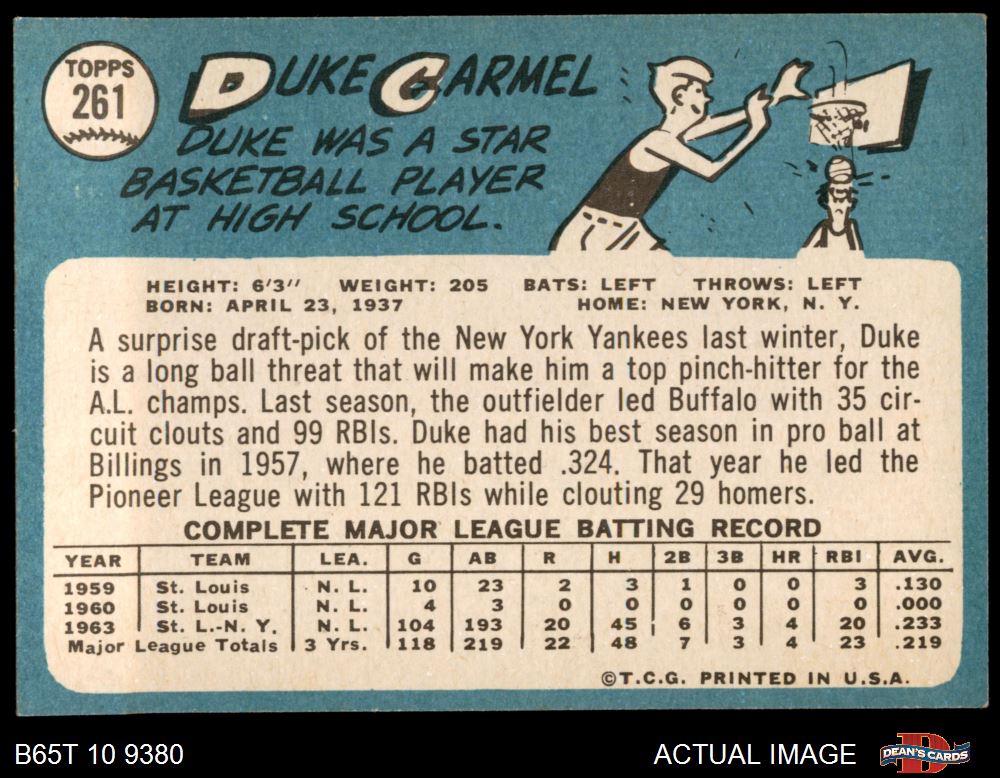 TOPPS
261
DUKE CARMEL
DUKE WAS A STAR
BASKETBALL PLAYER
AT HIGH SCHOOL.
HEIGHT: 6'3" WEIGHT: 205 BATS: LEFT THROWS: LEFT
BORN: APRIL 23, 1937 HOME: NEW YORK, N. Y.
A surprise draft-pick of the New York Yankees last winter, Duke
is a long ball threat that will make him a top pinch-hitter for the
A.L. champs. Last season, the outfielder led Buffalo with 35 cir-
cuit clouts and 99 RBIs. Duke had his best season in pro ball at
Billings in 1957, where he batted .324. That year he led the
Pioneer League with 121 RBIs while clouting 29 homers.
COMPLETE MAJOR LEAGUE BATTING RECORD
YEAR TEAM LEA. G AB R H 2B 3B HR RBI AVG.
1959 St. Louis N. L. 10 23 2 3 1 0 0 3 .130
1960 St. Louis N. L. 4 3 0 0 0 0 0 0 .000
1963 St. L.-N. Y. N. L. 104 193 20 45 6 3 4 20 .233
Major League Totals 3 Yrs. 118 219 22 48 7 3 4 23 .219
©T.C.G. PRINTED IN U.S.A.
B65T 10 9380 ACTUAL IMAGE DEAN'S CARDS